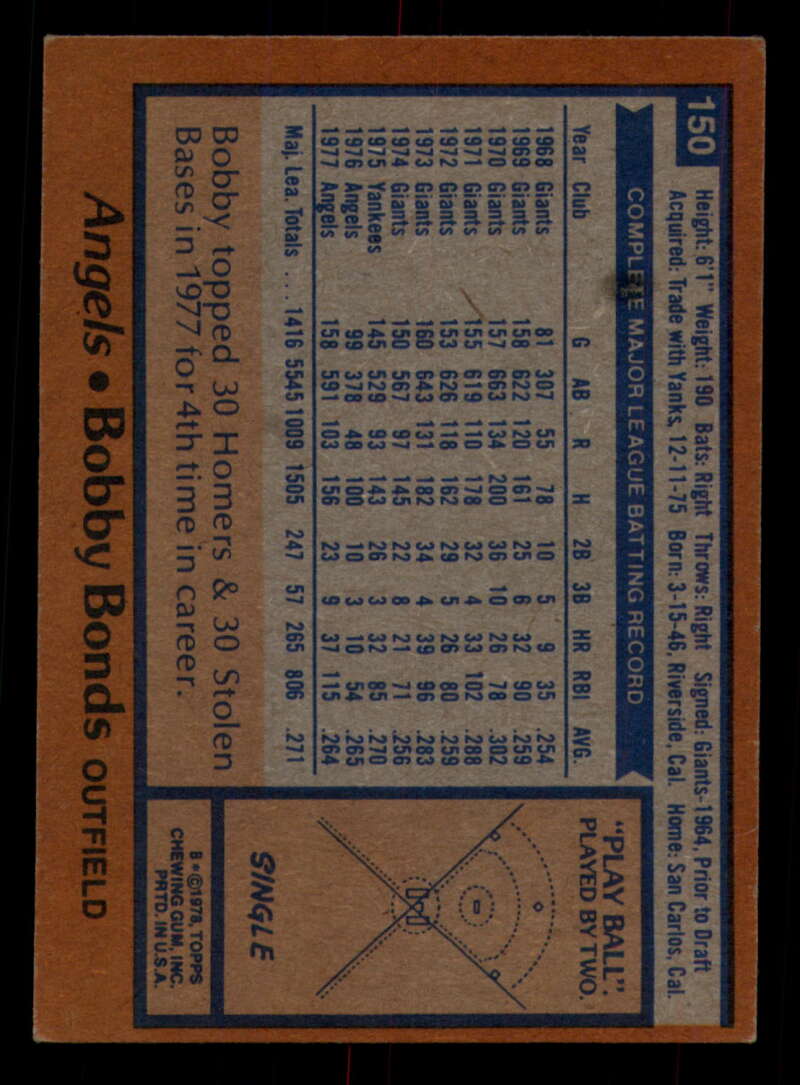 150
Height: 6'1" Weight: 190 Bats: Right Throws: Right Signed: Giants-1964, Prior to Draft
Acquired: Trade with Yanks, 12-11-75 Born: 3-15-46, Riverside, Cal. Home: San Carlos, Cal.
COMPLETE MAJOR LEAGUE BATTING RECORD
Year Club G AB R H 2B 3B HR RBI AVG.
1968 Giants 81 307 55 78 10 5 9 35 .254
1969 Giants 158 622 120 161 25 6 32 90 .259
1970 Giants 157 663 134 200 36 10 26 78 .302
1971 Giants 155 619 110 178 32 4 33 102 .288
1972 Giants 153 626 118 162 29 5 26 80 .259
1973 Giants 160 643 131 182 34 4 39 96 .283
1974 Giants 150 567 97 145 22 8 21 71 .256
1975 Yankees 145 529 93 143 26 3 32 85 .270
1976 Angels 99 378 48 100 10 3 10 54 .265
1977 Angels 158 591 103 156 23 9 37 115 .264
Maj. Lea. Totals ... 1416 5545 1009 1505 247 57 265 806 .271
Bobby topped 30 Homers & 30 Stolen
Bases in 1977 for 4th time in career.
"PLAY BALL".
PLAYED BY TWO.
SINGLE
B*©1978, TOPPS
CHEWING GUM, INC.
PRTD. IN U.S.A.
Angels • Bobby Bonds OUTFIELD